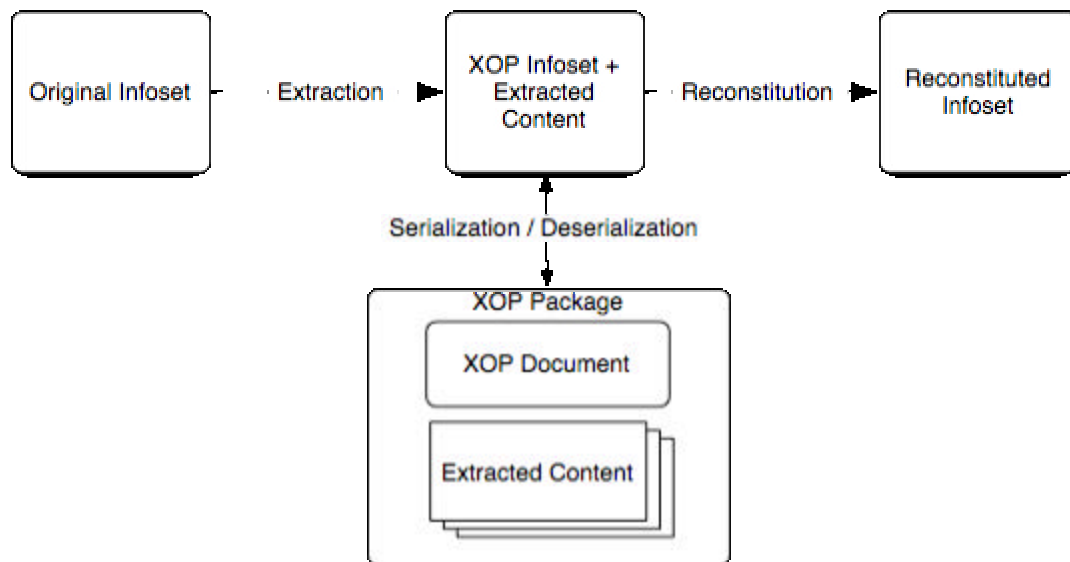 Original Infoset
Extraction
XOP Infoset +
Extracted
Content
Reconstitution
Reconstituted
Infoset
Serialization / Deserialization
XOP Package
XOP Document
Extracted Content